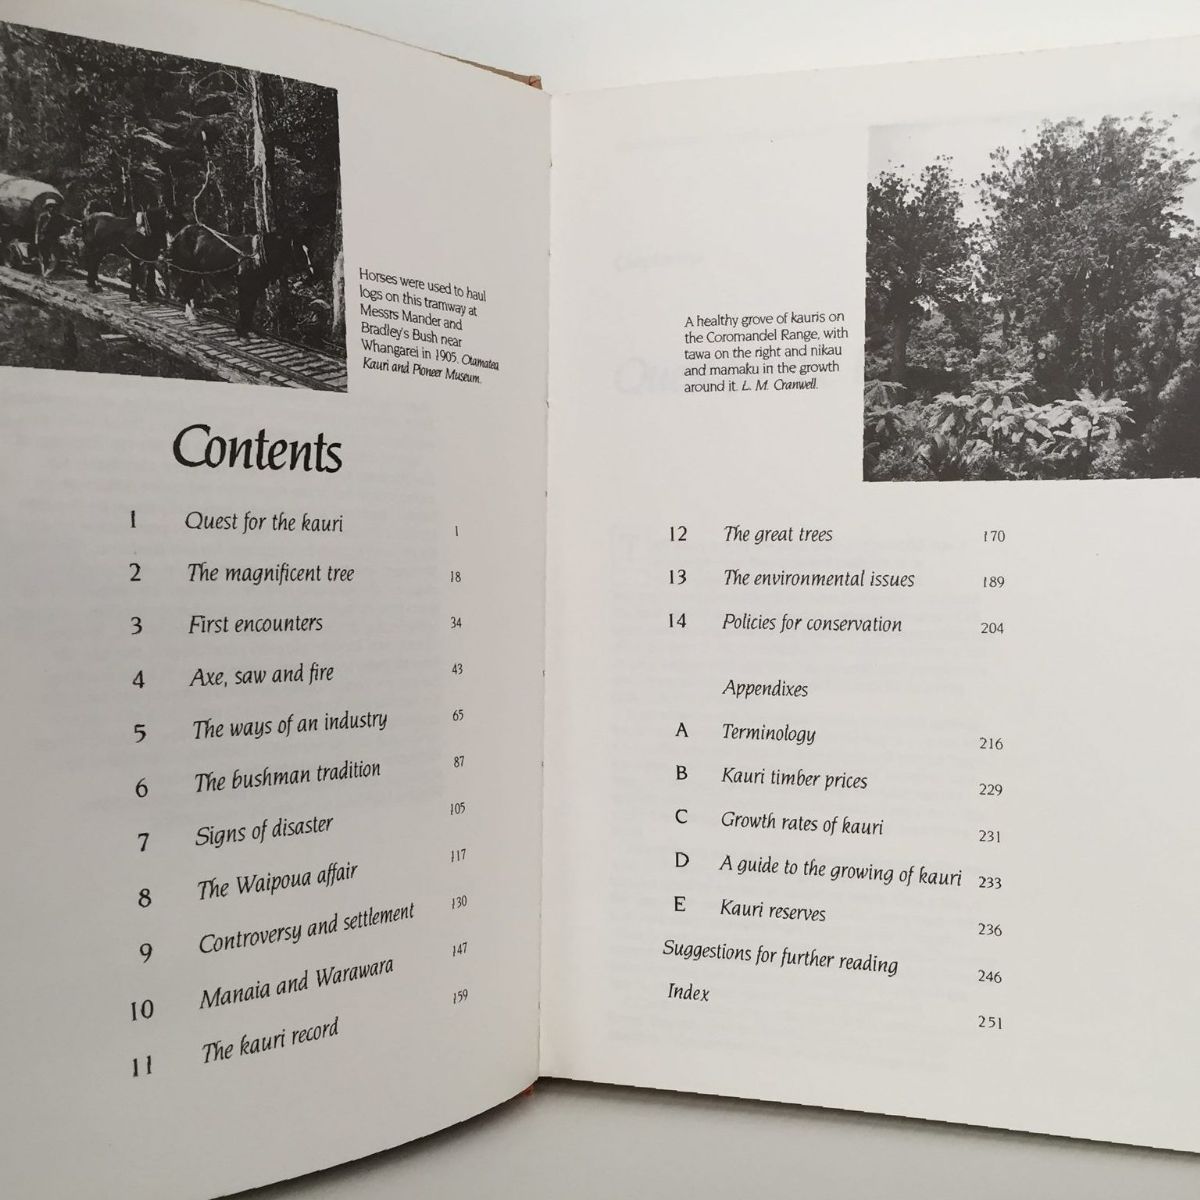 Horses were used to haul
logs on this tramway at
Messrs Mander and
Bradley's Bush near
Whangarei in 1905. Otamatea
Kauri and Pioneer Museum.
Contents
1 Quest for the kauri 1
2 The magnificent tree 18
3 First encounters 34
4 Axe, saw and fire 43
5 The ways of an industry 65
6 The bushman tradition 87
7 Signs of disaster 105
8 The Waipoua affair 117
9 Controversy and settlement 130
10 Manaia and Warawara 147
11 The kauri record 159
A healthy grove of kauris on
the Coromandel Range, with
tawa on the right and nikau
and mamaku in the growth
around it. L. M. Cranwell.
12 The great trees 170
13 The environmental issues 189
14 Policies for conservation 204
Appendixes
A Terminology 216
B Kauri timber prices 229
C Growth rates of kauri 231
D A guide to the growing of kauri 233
E Kauri reserves 236
Suggestions for further reading 246
Index 251